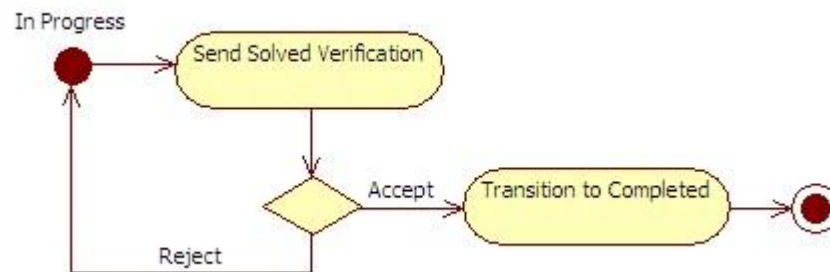 In Progress
Send Solved Verification
Accept
Transition to Completed
Reject